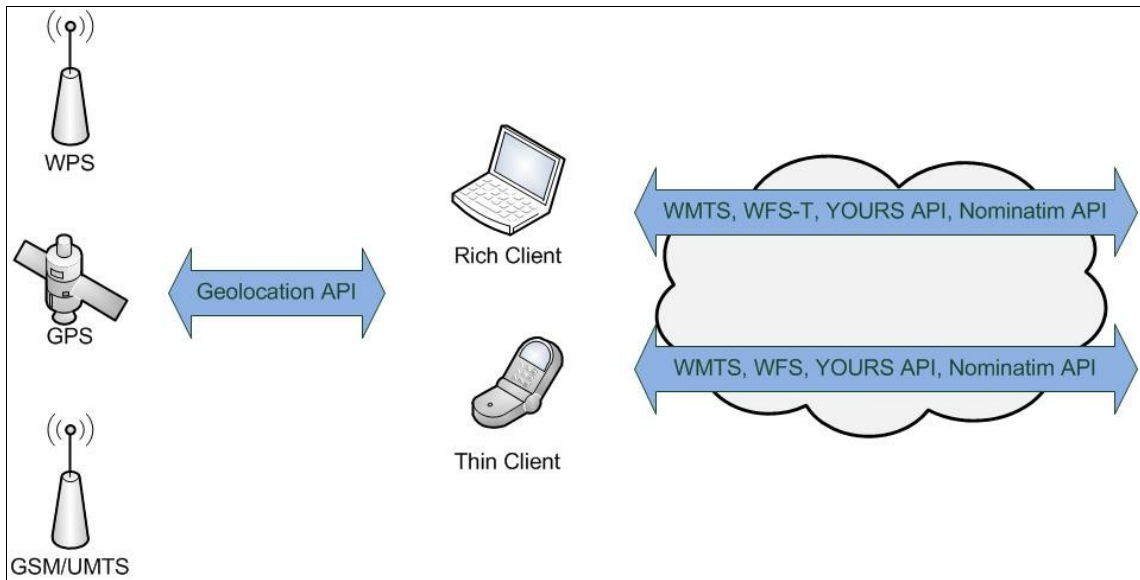 WPS
WMTS, WFS-T, YOURS API, Nominatim API
Rich Client
Geolocation API
GPS
WMTS, WFS, YOURS API, Nominatim API
Thin Client
GSM/UMTS